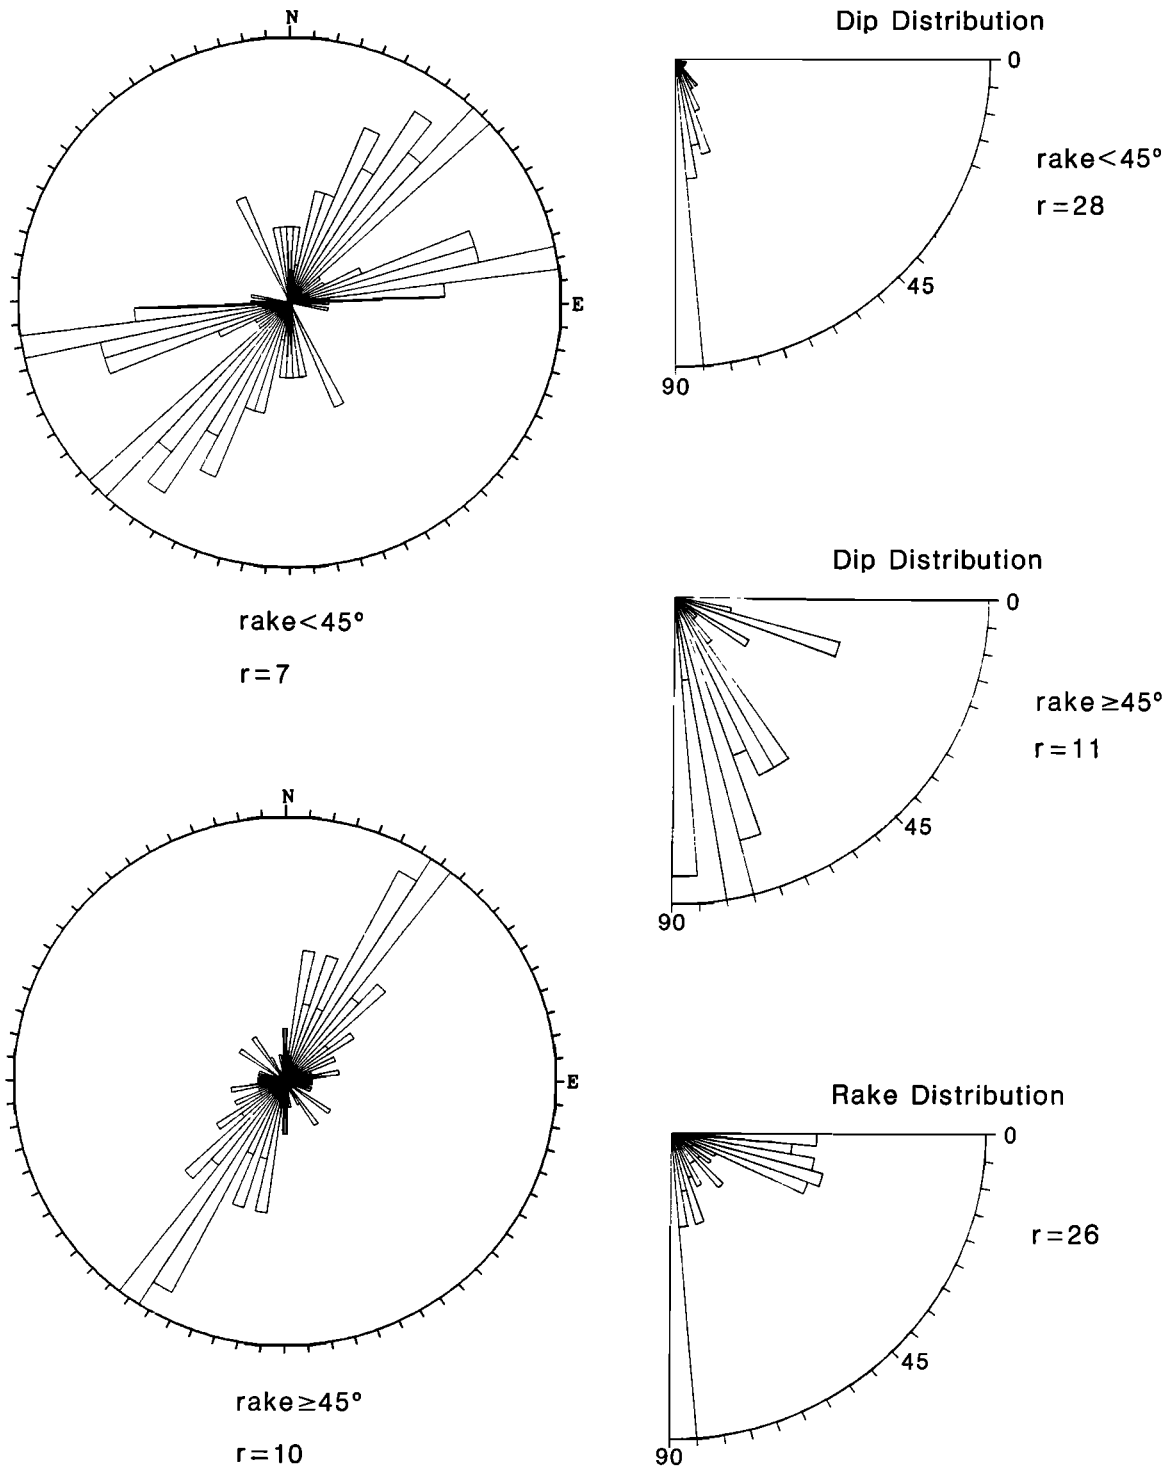 N
E
rake<45°
r=7
Dip Distribution
0
rake<45°
r=28
45
90
Dip Distribution
0
rake≥45°
r=11
45
90
N
E
rake≥45°
r=10
Rake Distribution
0
r=26
45
90